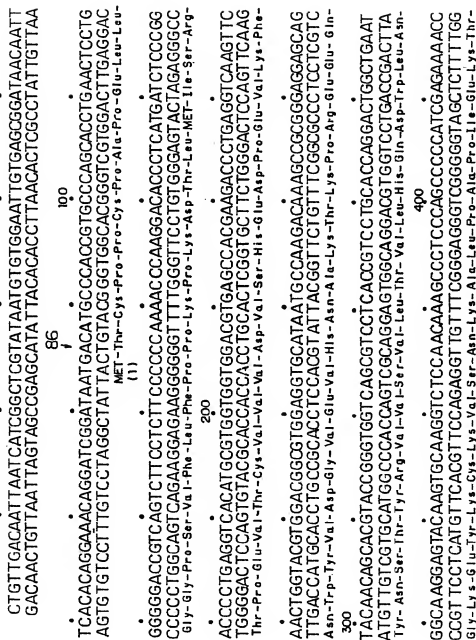 CTGTTGACAATTAATCATCGGCTCGTATAATGTGTGGAATTGTGAGCGGATAACAATT
GACAACTGTTAATTAGTAGCCGAGCATATTACACACCTTAACACTCGCCTATTGTTAA
86 100
TCACACAGGAAACAGGATCGGATAATGACATGCCCACCGTGCCCAGCACCTGAACTCCTG
AGTGTGTCCTTTGTCCTAGGCTATTACTGTACGGGTGGCACGGGTCGTGGACTTGAGGAC
MET-Thr-Cys-Pro-Pro-Cys-Pro-Ala-Pro-Glu-Leu-Leu-
(1)
GGGGGACCGTCAGTCTTCCTCTTCCCCCCAAAACCCAAGGACACCCTCATGATCTCCCGG
CCCCCTGGCAGTCAGAAGGAGAAGGGGGGTTTTGGGTTCCTGTGGGAGTACTAGAGGGCC
Gly-Gly-Pro-Ser-Val-Phe-Leu-Phe-Pro-Pro-Lys-Pro-Lys-Asp-Thr-Leu-MET-Ile-Ser-Arg-
200
ACCCCTGAGGTCACATGCGTGGTGGTGGACGTGAGCCACGAAGACCCTGAGGTCAAGTTC
TGGGGACTCCAGTGTACGCACCACCACCTGCACTCGGTGCTTCTGGGACTCCAGTTCAAG
Thr-Pro-Glu-Val-Thr-Cys-Val-Val-Val-Asp-Val-Ser-His-Glu-Asp-Pro-Glu-Val-Lys-Phe-
AACTGGTACGTGGACGGCGTGGAGGTGCATAATGCCAAGACAAAGCCGCGGGAGGAGCAG
TTGACCATGCACCTGCCGCACCTCCACGTATTACGGTTCTGTTTCGGCGCCCTCCTCGTC
Asn-Trp-Tyr-Val-Asp-Gly-Val-Glu-Val-His-Asn-Ala-Lys-Thr-Lys-Pro-Arg-Glu-Glu-Gln-
300
TACAACAGCACGTACCGGGTGGTCAGCGTCCTCACCGTCCTGCACCAGGACTGGCTGAAT
ATGTTGTCGTGCATGGCCCACCAGTCGCAGGAGTGGCAGGACGTGGTCCTGACCGACTTA
Tyr-Asn-Ser-Thr-Tyr-Arg-Val-Val-Ser-Val-Leu-Thr-Val-Leu-His-Gln-Asp-Trp-Leu-Asn-
400
GGCAAGGAGTACAAGTGCAAGGTCTCCAACAAAGCCCTCCCAGCCCCCATCGAGAAAACC
CCGTTCCTCATGTTCACGTTCCAGAGGTTGTTTCGGGAGGGTCGGGGGTAGCTCTTTTGG
Gly-Lys-Glu-Tyr-Lys-Cys-Lys-Val-Ser-Asn-Lys-Ala-Leu-Pro-Ala-Pro-Ile-Glu-Lys-Thr-